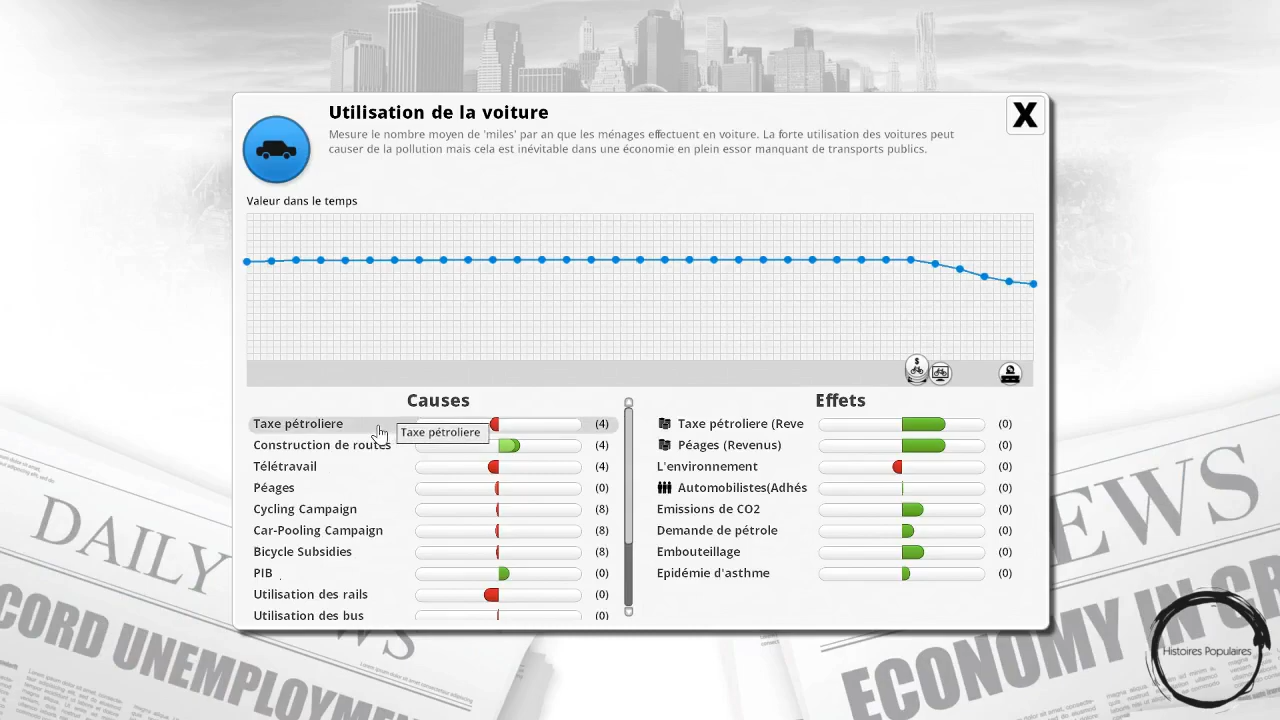 Utilisation de la voiture
Mesure le nombre moyen de 'miles' par an que les ménages effectuent en voiture. La forte utilisation des voitures peut
causer de la pollution mais cela est inévitable dans une économie en plein essor manquant de transports publics.
X
Valeur dans le temps
$
Causes
Taxe pétroliere (4)
Taxe pétroliere
Construction de routes (4)
Télétravail (4)
Péages (0)
Cycling Campaign (8)
Car-Pooling Campaign (8)
Bicycle Subsidies (8)
PIB (0)
Utilisation des rails (0)
Utilisation des bus (0)
Effets
Taxe pétroliere (Reve (0)
Péages (Revenus) (0)
L'environnement (0)
Automobilistes(Adhés (0)
Emissions de CO2 (0)
Demande de pétrole (0)
Embouteillage (0)
Epidémie d'asthme (0)
DAILY
NEWS
CORD UNEMPLOYME
EWS
ECONOMY IN CR
Histoires Populaires